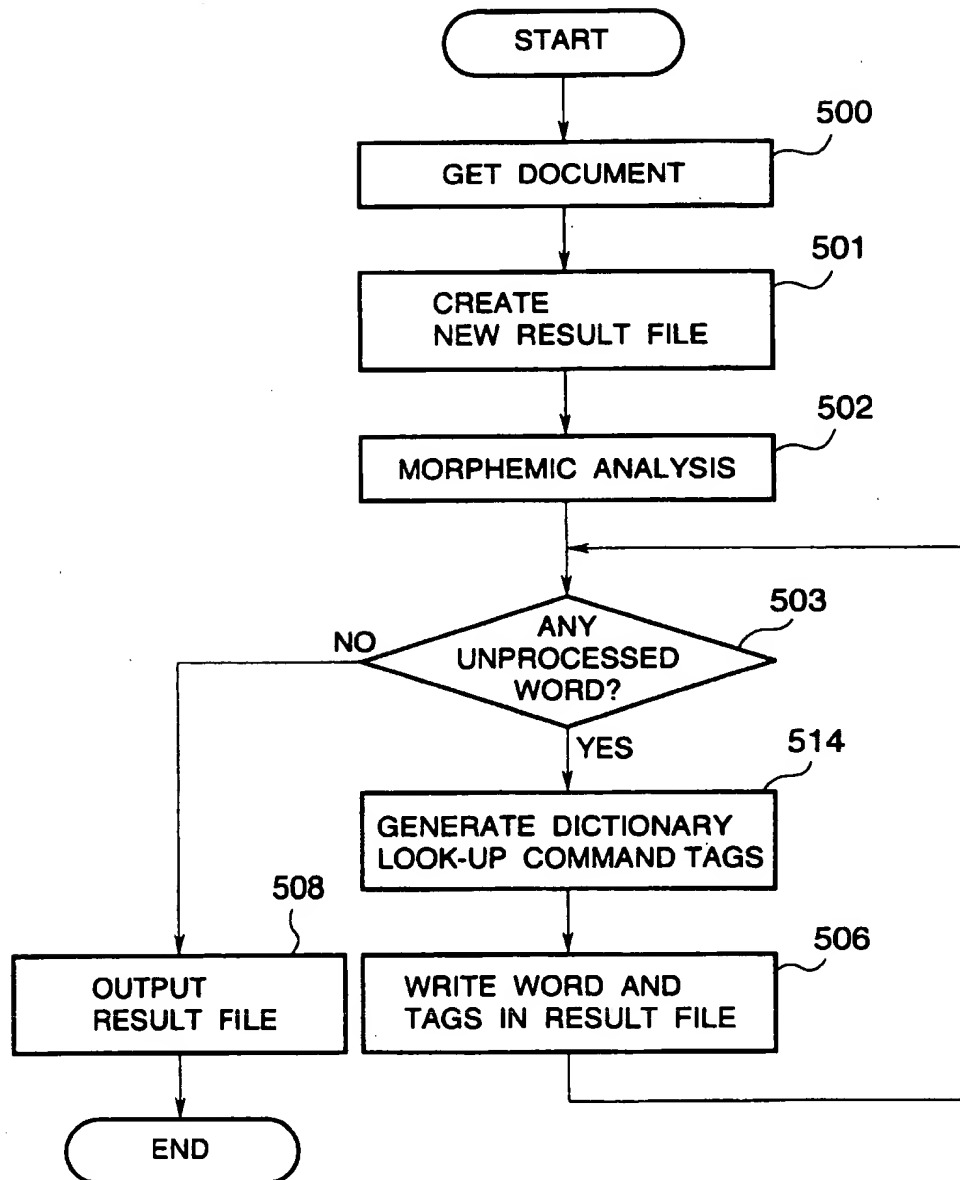 START
500
GET DOCUMENT
501
CREATE
NEW RESULT FILE
502
MORPHEMIC ANALYSIS
503
NO
ANY
UNPROCESSED
WORD?
YES
514
GENERATE DICTIONARY
LOOK-UP COMMAND TAGS
508
506
OUTPUT
RESULT FILE
WRITE WORD AND
TAGS IN RESULT FILE
END